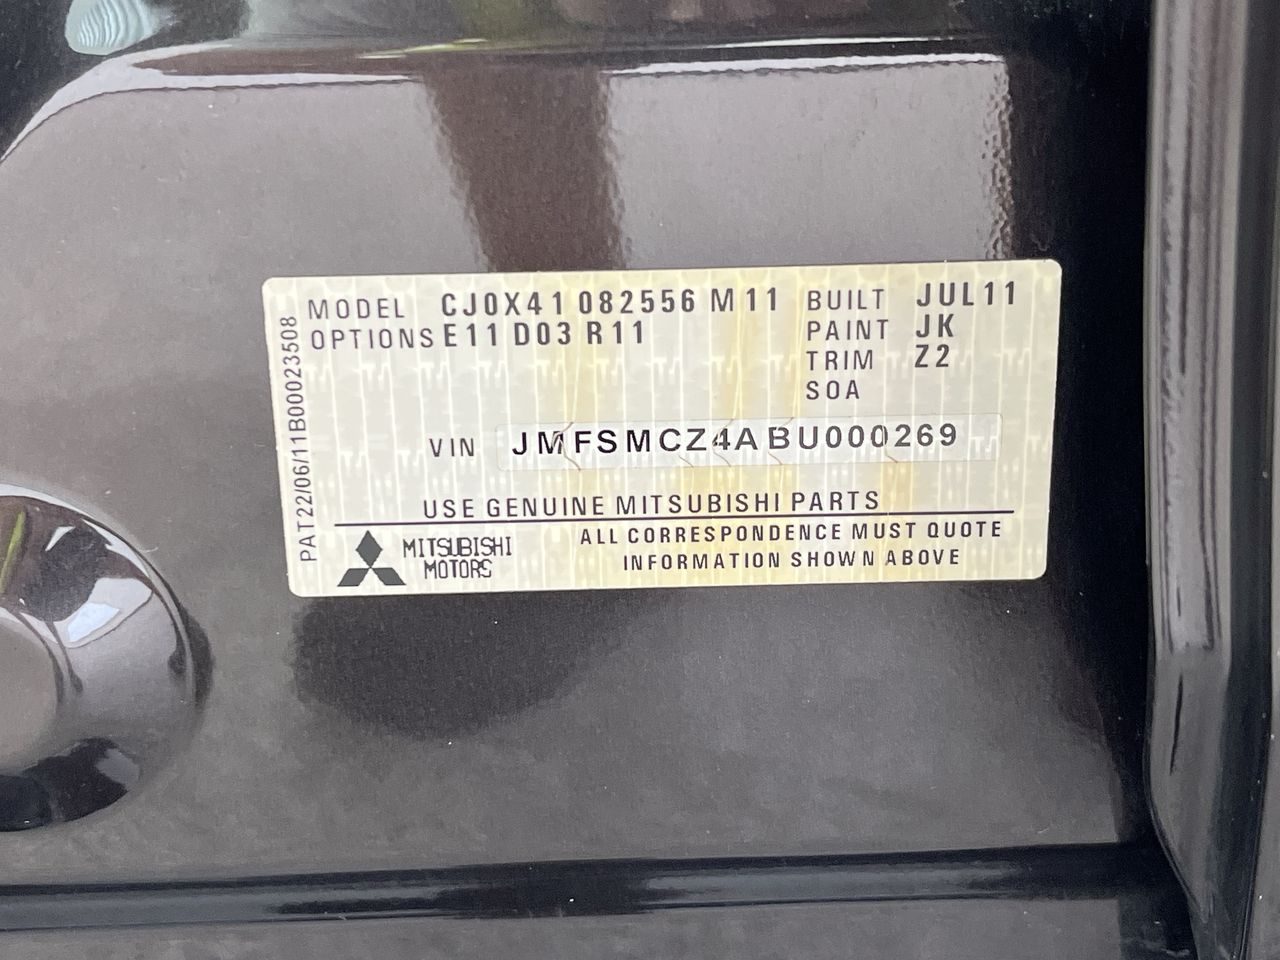 MODEL CJ0X41 082556 M11 BUILT JUL11
OPTIONS E11 D03 R11 PAINT JK
TRIM Z2
SOA
VIN JMFSMCZ4ABU000269
USE GENUINE MITSUBISHI PARTS
MITSUBISHI MOTORS
ALL CORRESPONDENCE MUST QUOTE
INFORMATION SHOWN ABOVE
PAT22/06/11B00023508